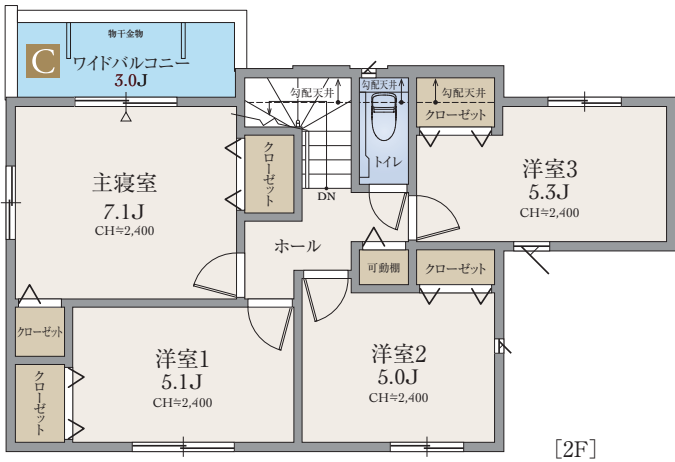 物干金物
C
ワイドバルコニー
3.0J
勾配天井
勾配天井
勾配天井
クローゼット
クローゼット
トイレ
DN
主寝室
7.1J
CH≒2,400
洋室3
5.3J
CH≒2,400
ホール
可動棚
クローゼット
クローゼット
クローゼット
洋室1
5.1J
CH≒2,400
洋室2
5.0J
CH≒2,400
[2F]